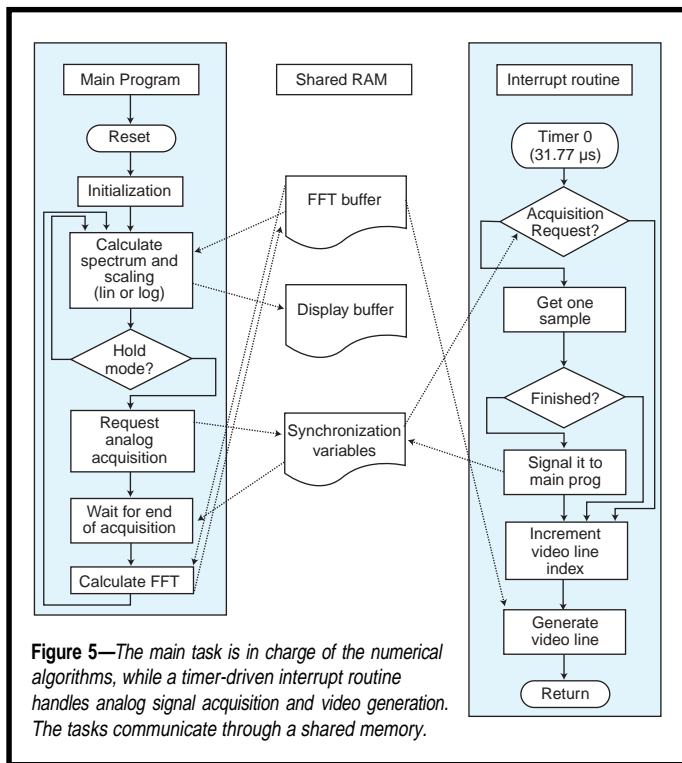 Main Program
Reset
Initialization
Calculate
spectrum and
scaling
(lin or log)
Hold
mode?
Request
analog
acquisition
Wait for
end of
acquisition
Calculate FFT
Shared RAM
FFT buffer
Display buffer
Synchronization
variables
Interrupt routine
Timer 0
(31.77 µs)
Acquisition
Request?
Get one
sample
Finished?
Signal it to
main prog
Increment
video line
index
Generate
video line
Return
Figure 5—The main task is in charge of the numerical
algorithms, while a timer-driven interrupt routine
handles analog signal acquisition and video generation.
The tasks communicate through a shared memory.